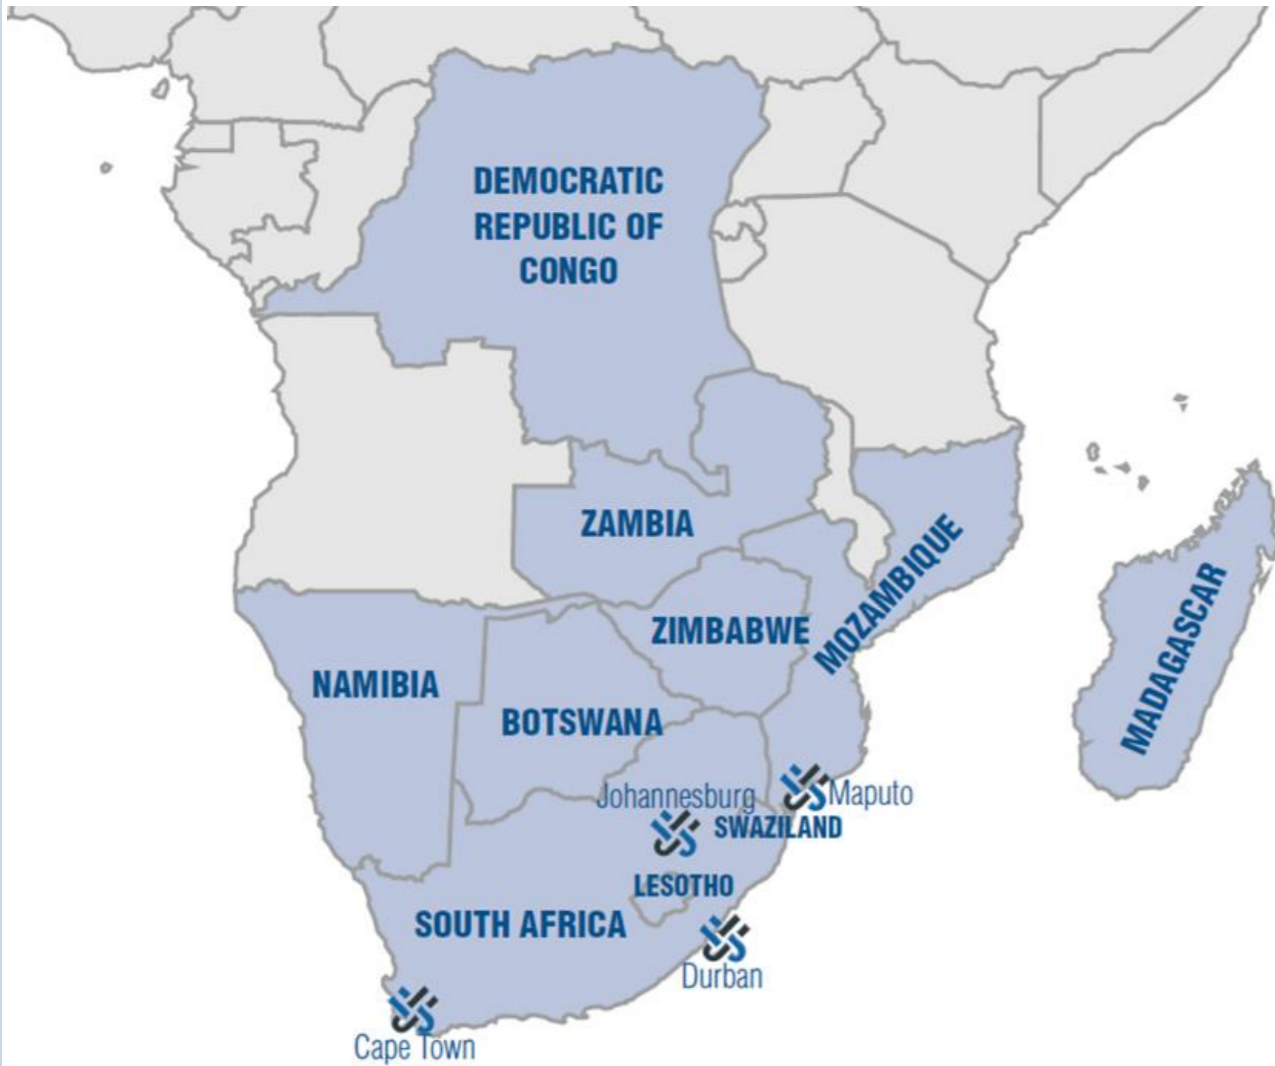 DEMOCRATIC
REPUBLIC OF
CONGO
ZAMBIA
MOZAMBIQUE
ZIMBABWE
MADAGASCAR
NAMIBIA
BOTSWANA
Johannesburg
Maputo
SWAZILAND
LESOTHO
SOUTH AFRICA
Durban
Cape Town